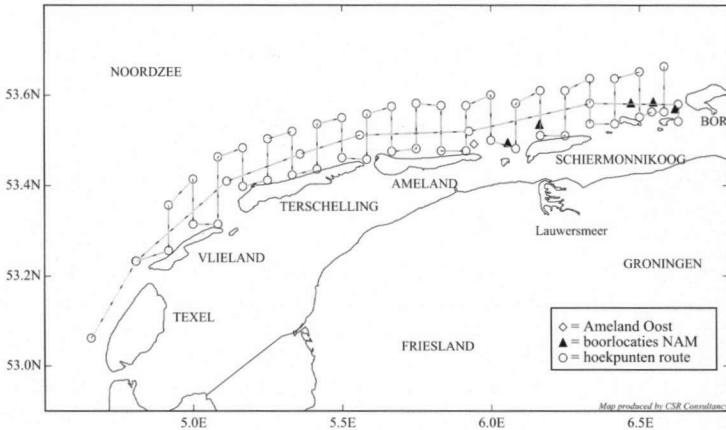 NOORDZEE
53.6N
BOR
SCHIERMONNIKOOG
53.4N
AMELAND
TERSCHELLING
Lauwersmeer
VLIELAND
53.2N
GRONINGEN
TEXEL
◇ = Ameland Oost
▲ = boorlocaties NAM
○ = hoekpunten route
FRIESLAND
53.0N
Map produced by CSR Consultancy
5.0E 5.5E 6.0E 6.5E